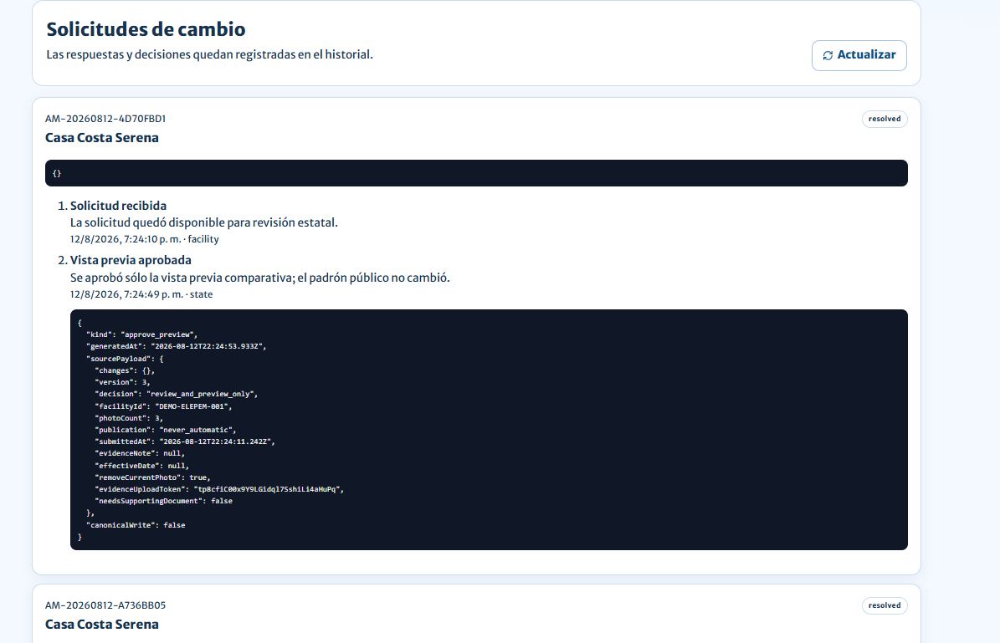 Solicitudes de cambio
Las respuestas y decisiones quedan registradas en el historial.
Actualizar
AM-20260812-4D70FBD1
resolved
Casa Costa Serena
{}
1. Solicitud recibida
La solicitud quedó disponible para revisión estatal.
12/8/2026, 7:24:10 p. m. · facility
2. Vista previa aprobada
Se aprobó sólo la vista previa comparativa; el padrón público no cambió.
12/8/2026, 7:24:49 p. m. · state
{
"kind": "approve_preview",
"generatedAt": "2026-08-12T22:24:53.933Z",
"sourcePayload": {
"changes": {},
"version": 3,
"decision": "review_and_preview_only",
"facilityId": "DEMO-ELEPEM-001",
"photoCount": 3,
"publication": "never_automatic",
"submittedAt": "2026-08-12T22:24:11.242Z",
"evidenceNote": null,
"effectiveDate": null,
"removeCurrentPhoto": true,
"evidenceUploadToken": "tp8cfiC00x9Y9LGidql7SshiLi4aHuPq",
"needsSupportingDocument": false
},
"canonicalWrite": false
}
AM-20260812-A736BB05
resolved
Casa Costa Serena